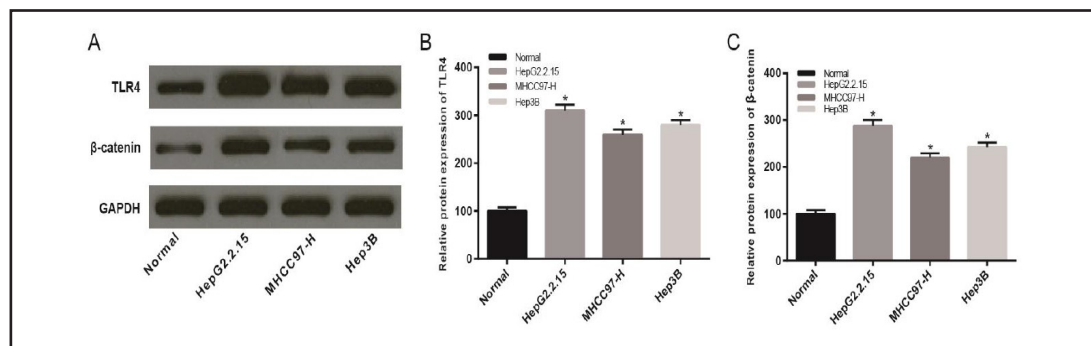 A
TLR4
β-catenin
GAPDH
Normal
HepG2.2.15
MHCC97-H
Hep3B
B
Relative protein expression of TLR4
400
300
200
100
0
Normal
HepG2.2.15
MHCC97-H
Hep3B
*
*
*
Normal
HepG2.2.15
MHCC97-H
Hep3B
C
Relative protein expression of β-catenin
400
300
200
100
0
Normal
HepG2.2.15
MHCC97-H
Hep3B
*
*
*
Normal
HepG2.2.15
MHCC97-H
Hep3B